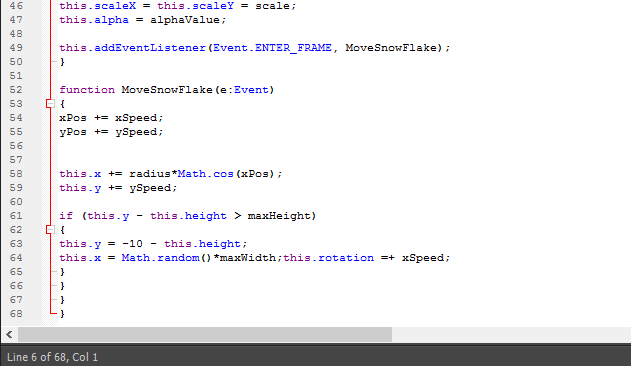 46 this.scaleX = this.scaleY = scale;
47 this.alpha = alphaValue;
48
49 this.addEventListener(Event.ENTER_FRAME, MoveSnowFlake);
50 }
51
52 function MoveSnowFlake(e:Event)
53 {
54 xPos += xSpeed;
55 yPos += ySpeed;
56
57
58 this.x += radius*Math.cos(xPos);
59 this.y += ySpeed;
60
61 if (this.y - this.height > maxHeight)
62 {
63 this.y = -10 - this.height;
64 this.x = Math.random()*maxWidth;this.rotation =+ xSpeed;
65 }
66 }
67 }
68 }
Line 6 of 68, Col 1